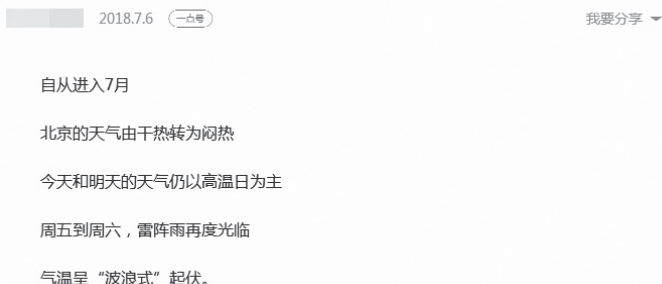 2018.7.6 一点号 我要分享
自从进入7月
北京的天气由干热转为闷热
今天和明天的天气仍以高温日为主
周五到周六，雷阵雨再度光临
气温呈“波浪式”起伏。